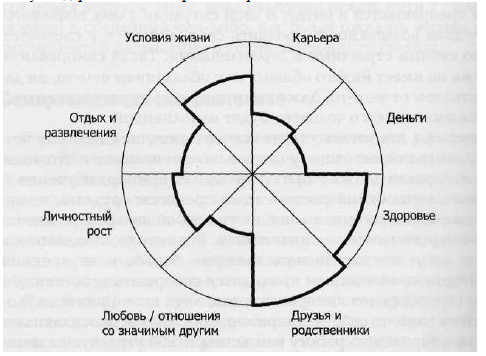 Условия жизни
Карьера
Отдых и
развлечения
Деньги
Личностный
рост
Здоровье
Любовь / отношения
со значимым другим
Друзья и
родственники